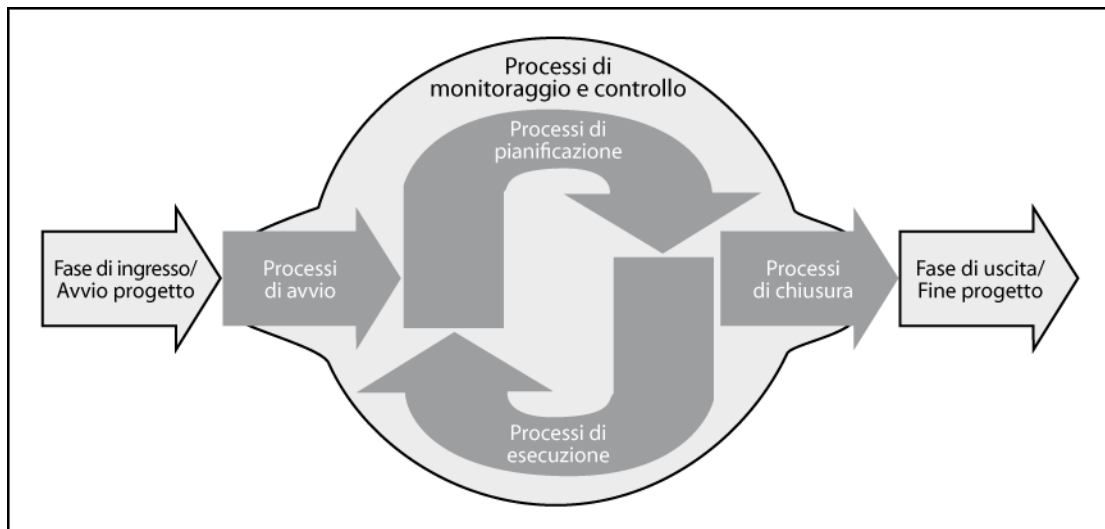 Processi di
monitoraggio e controllo
Processi di
pianificazione
Fase di ingresso/
Avvio progetto
Processi
di avvio
Processi
di chiusura
Fase di uscita/
Fine progetto
Processi di
esecuzione